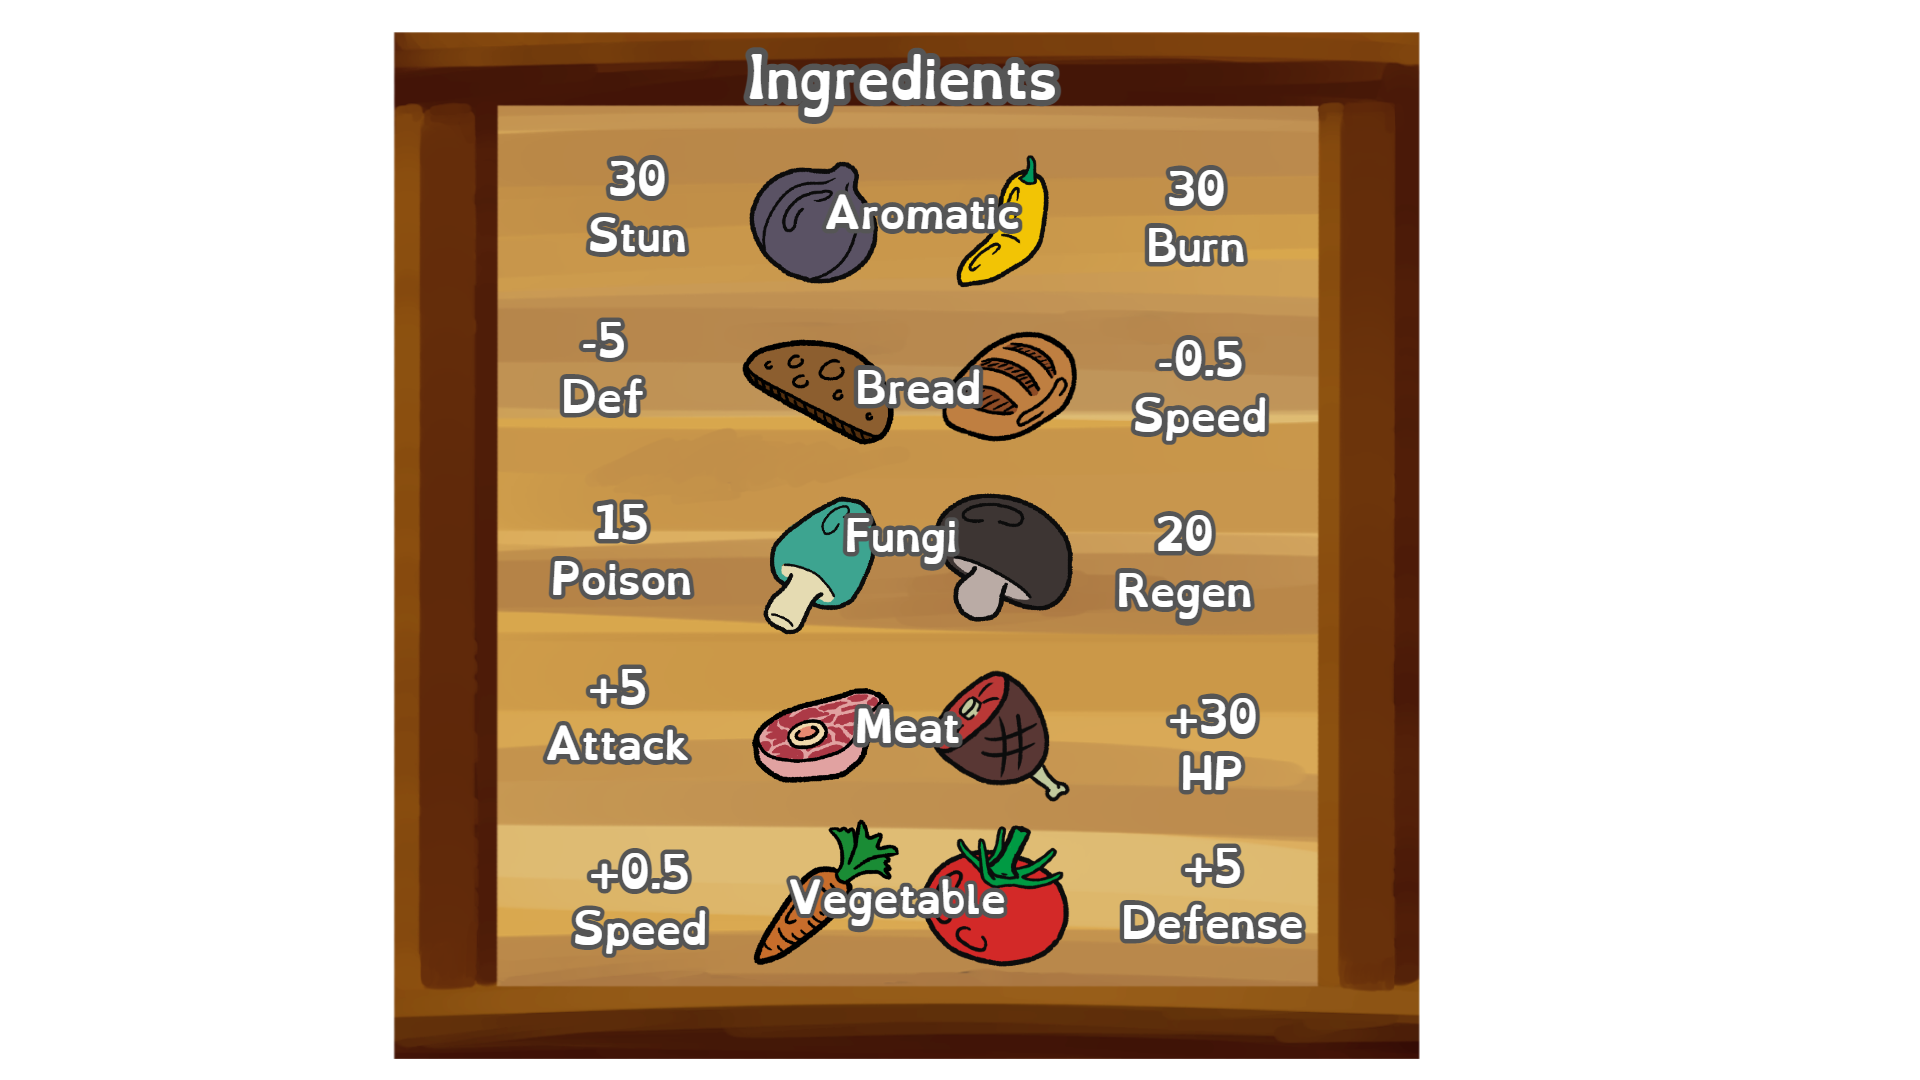 Ingredients
30
Stun
Aromatic
30
Burn
-5
Def
Bread
-0.5
Speed
15
Poison
Fungi
20
Regen
+5
Attack
Meat
+30
HP
+0.5
Speed
Vegetable
+5
Defense